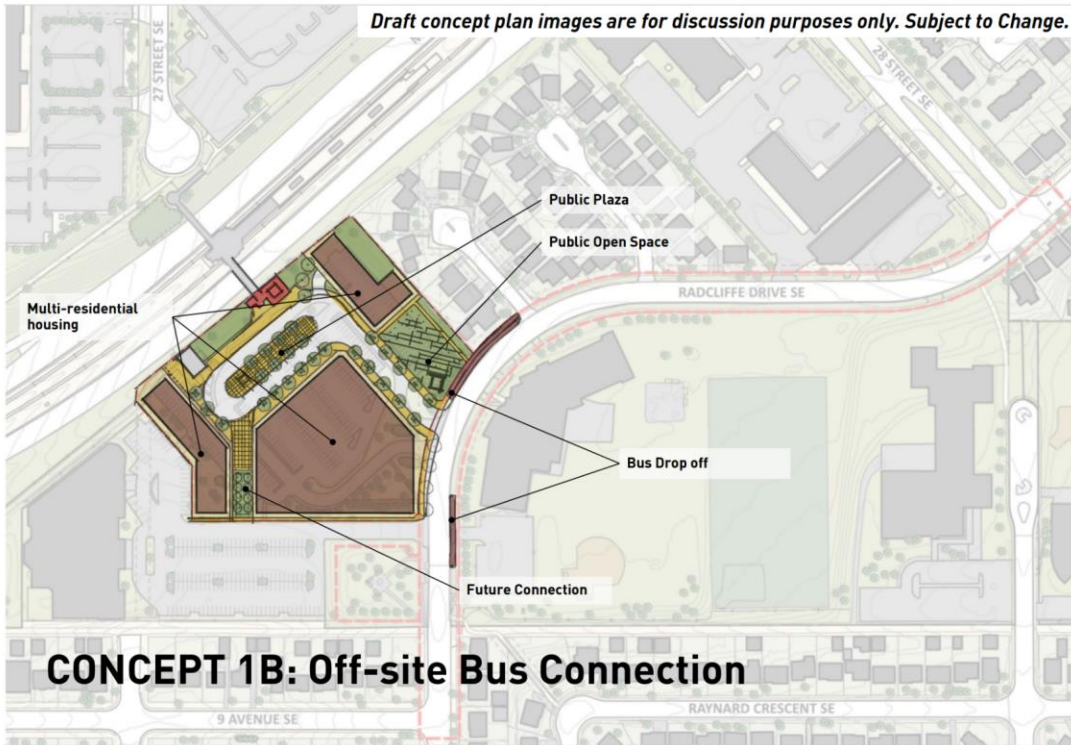 Draft concept plan images are for discussion purposes only. Subject to Change.
27 STREET SE
28 STREET SE
Public Plaza
Public Open Space
RADCLIFFE DRIVE SE
Multi-residential
housing
Bus Drop off
Future Connection
CONCEPT 1B: Off-site Bus Connection
9 AVENUE SE
RAYNARD CRESCENT SE